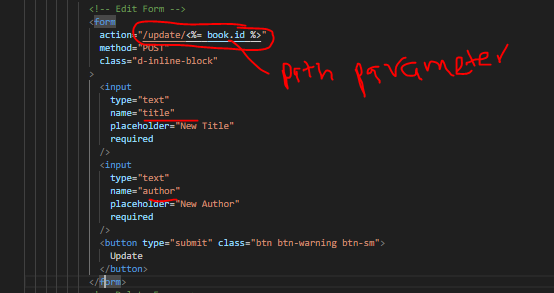 <!-- Edit Form -->
<form
action="/update/<%= book.id %>"
method="POST"
class="d-inline-block"
path parameter
>
<input
type="text"
name="title"
placeholder="New Title"
required
/>
<input
type="text"
name="author"
placeholder="New Author"
required
/>
<button type="submit" class="btn btn-warning btn-sm">
Update
</button>
</form>